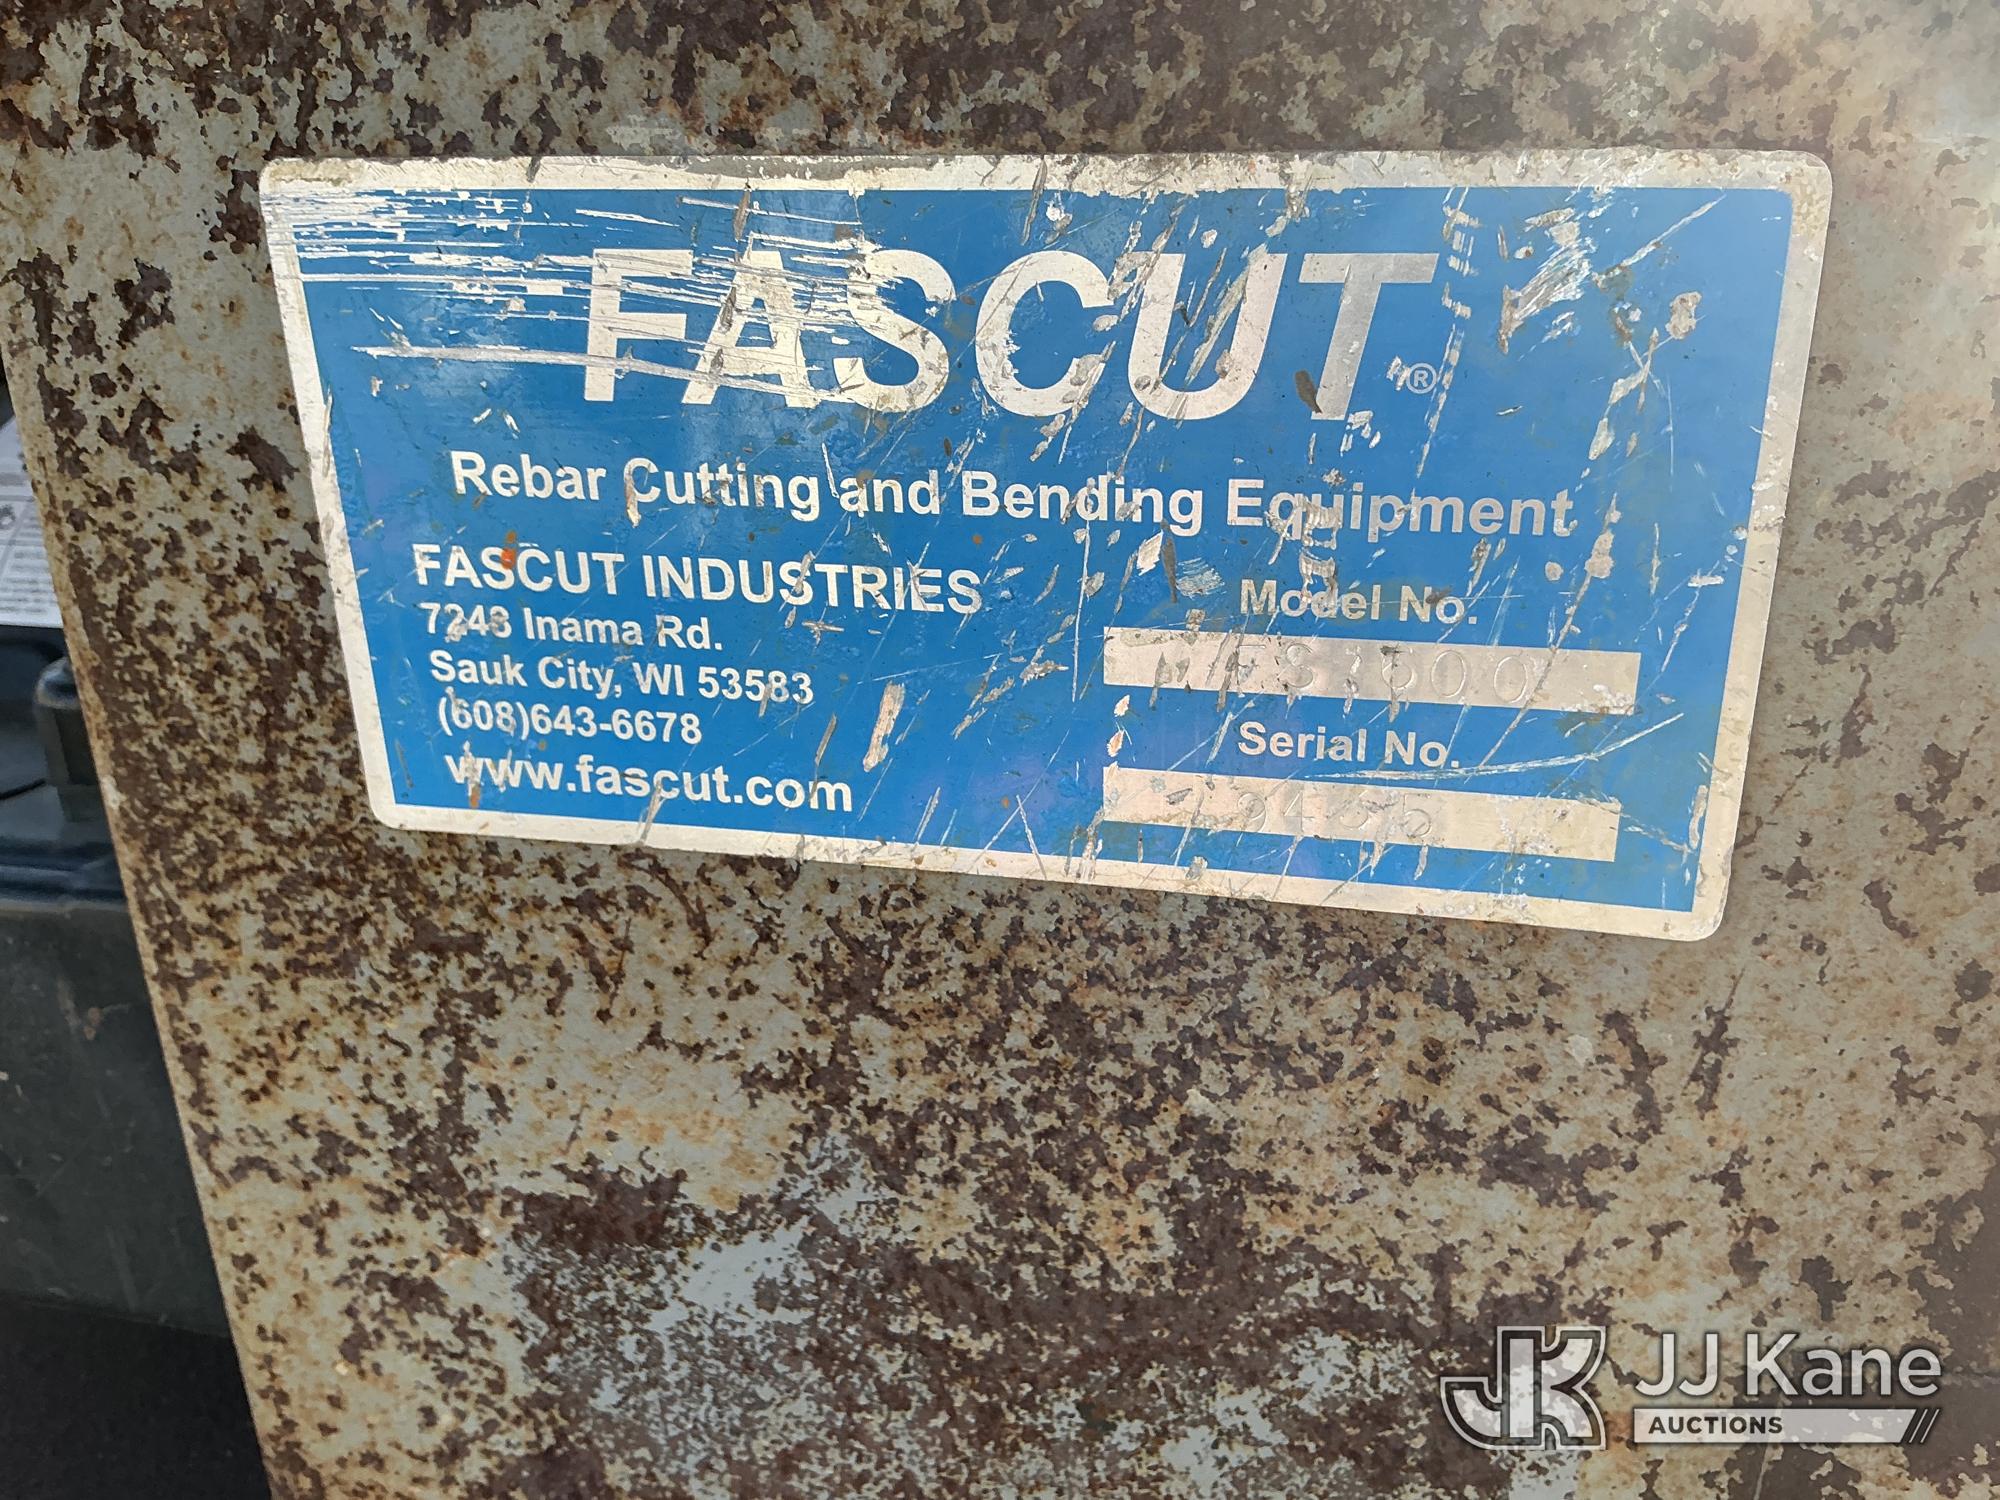 FASCUT®
Rebar Cutting and Bending Equipment
FASCUT INDUSTRIES
7248 Inama Rd.
Sauk City, WI 53583
(608)643-6678
www.fascut.com
Model No.
Serial No.
JK JJ Kane
AUCTIONS